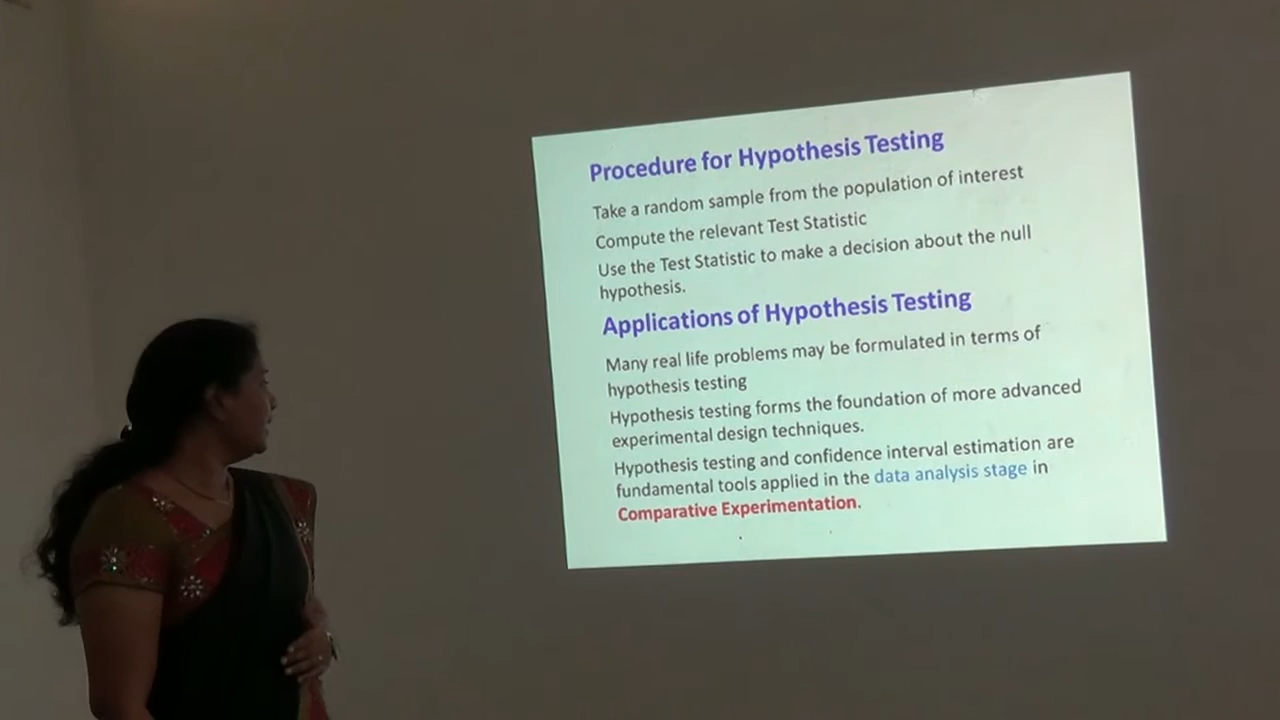 Procedure for Hypothesis Testing
Take a random sample from the population of interest
Compute the relevant Test Statistic
Use the Test Statistic to make a decision about the null
hypothesis.
Applications of Hypothesis Testing
Many real life problems may be formulated in terms of
hypothesis testing
Hypothesis testing forms the foundation of more advanced
experimental design techniques.
Hypothesis testing and confidence interval estimation are
fundamental tools applied in the data analysis stage in
Comparative Experimentation.